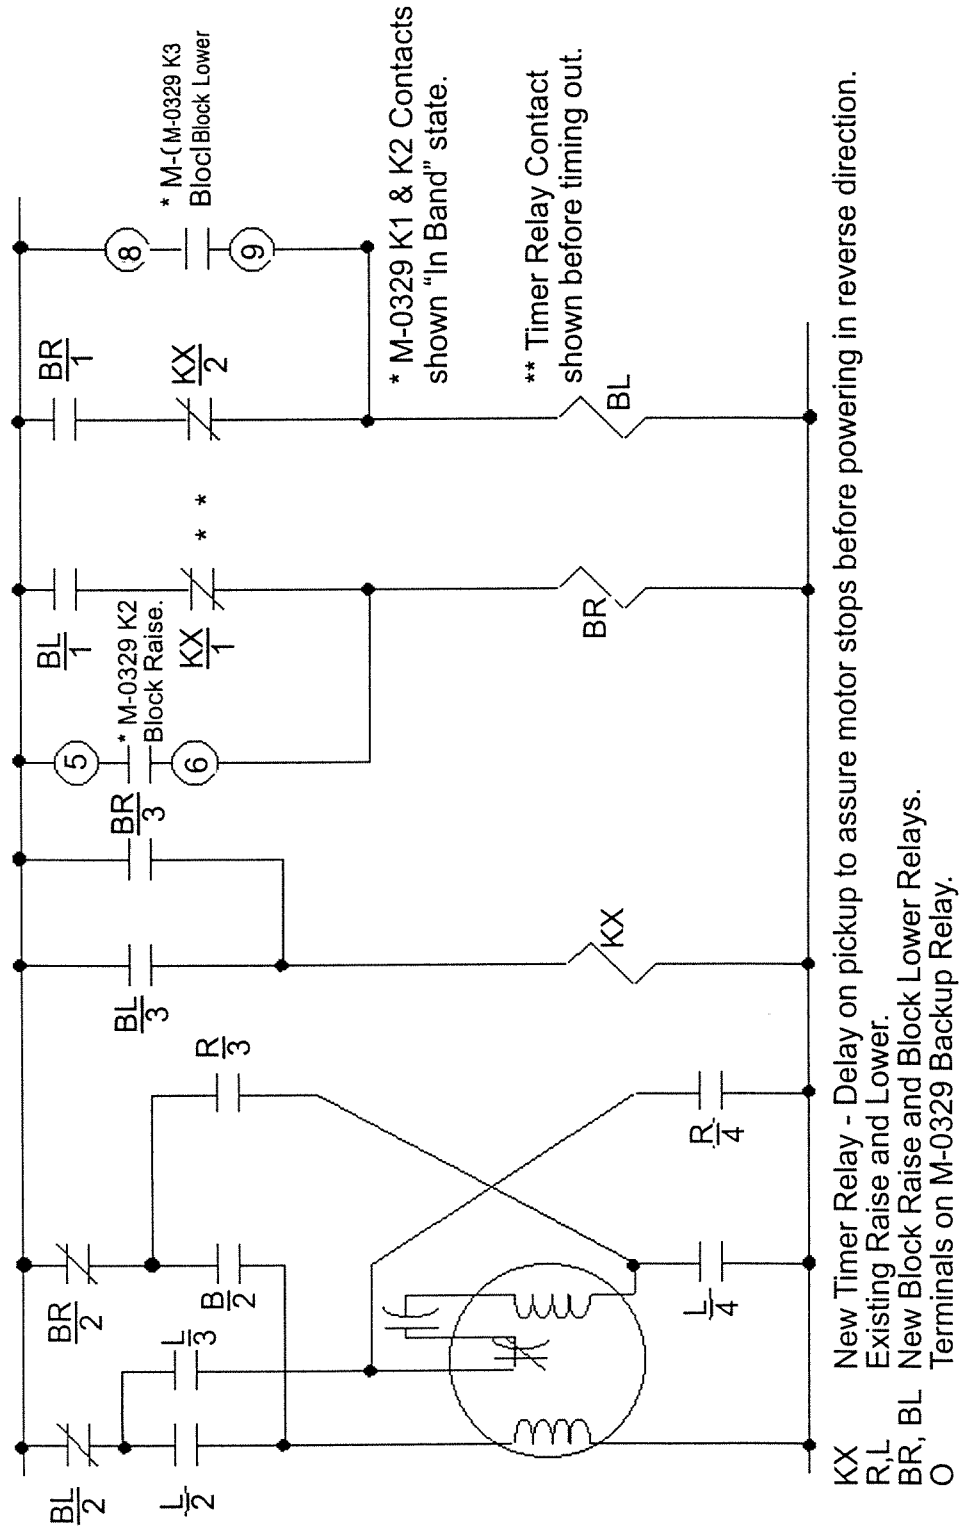 BL
2
L
2
BR
2
L
3
B
2
R
3
L
4
R
4
BL
3
BR
3
KX
5
* M-0329 K2
Block Raise.
6
BL
1
KX
1
* *
BR
BR
1
KX
2
BL
8
9
* M-(M-0329 K3
Blocl Block Lower
* M-0329 K1 & K2 Contacts
shown "In Band" state.
** Timer Relay Contact
shown before timing out.
KX New Timer Relay - Delay on pickup to assure motor stops before powering in reverse direction.
R,L Existing Raise and Lower.
BR, BL New Block Raise and Block Lower Relays.
O Terminals on M-0329 Backup Relay.